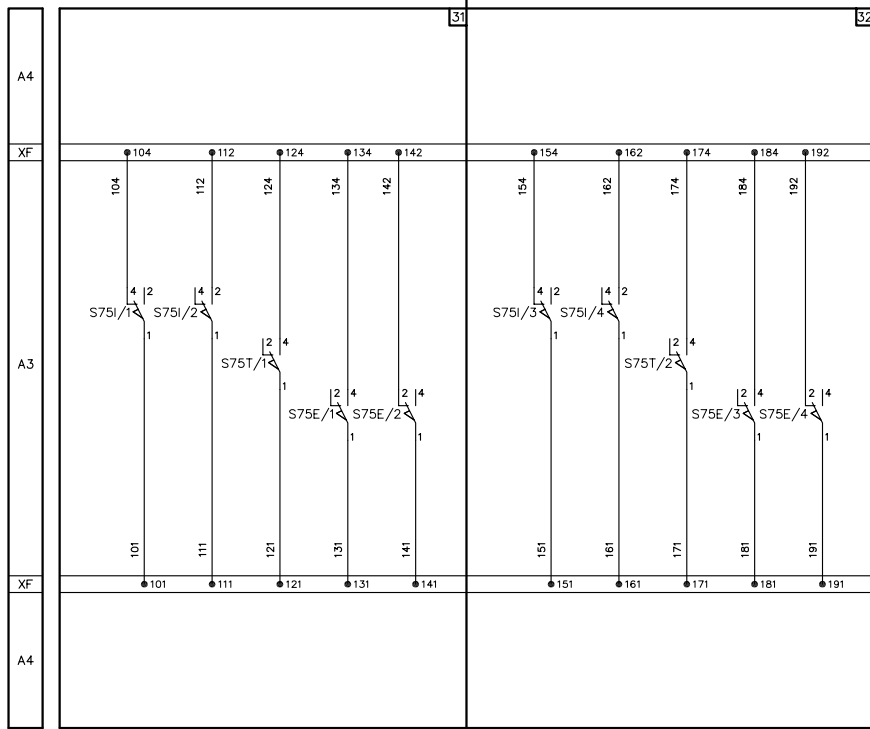 31 32
A4
XF 104 112 124 134 142 154 162 174 184 192
104 112 124 134 142 154 162 174 184 192
4 2 4 2 4 2 4 2
S75I/1 S75I/2 S75I/3 S75I/4
1 1 1 1
2 4 2 4
A3 S75T/1 S75T/2
1 1
2 4 2 4 2 4 2 4
S75E/1 S75E/2 S75E/3 S75E/4
1 1 1 1
101 111 121 131 141 151 161 171 181 191
XF 101 111 121 131 141 151 161 171 181 191
A4